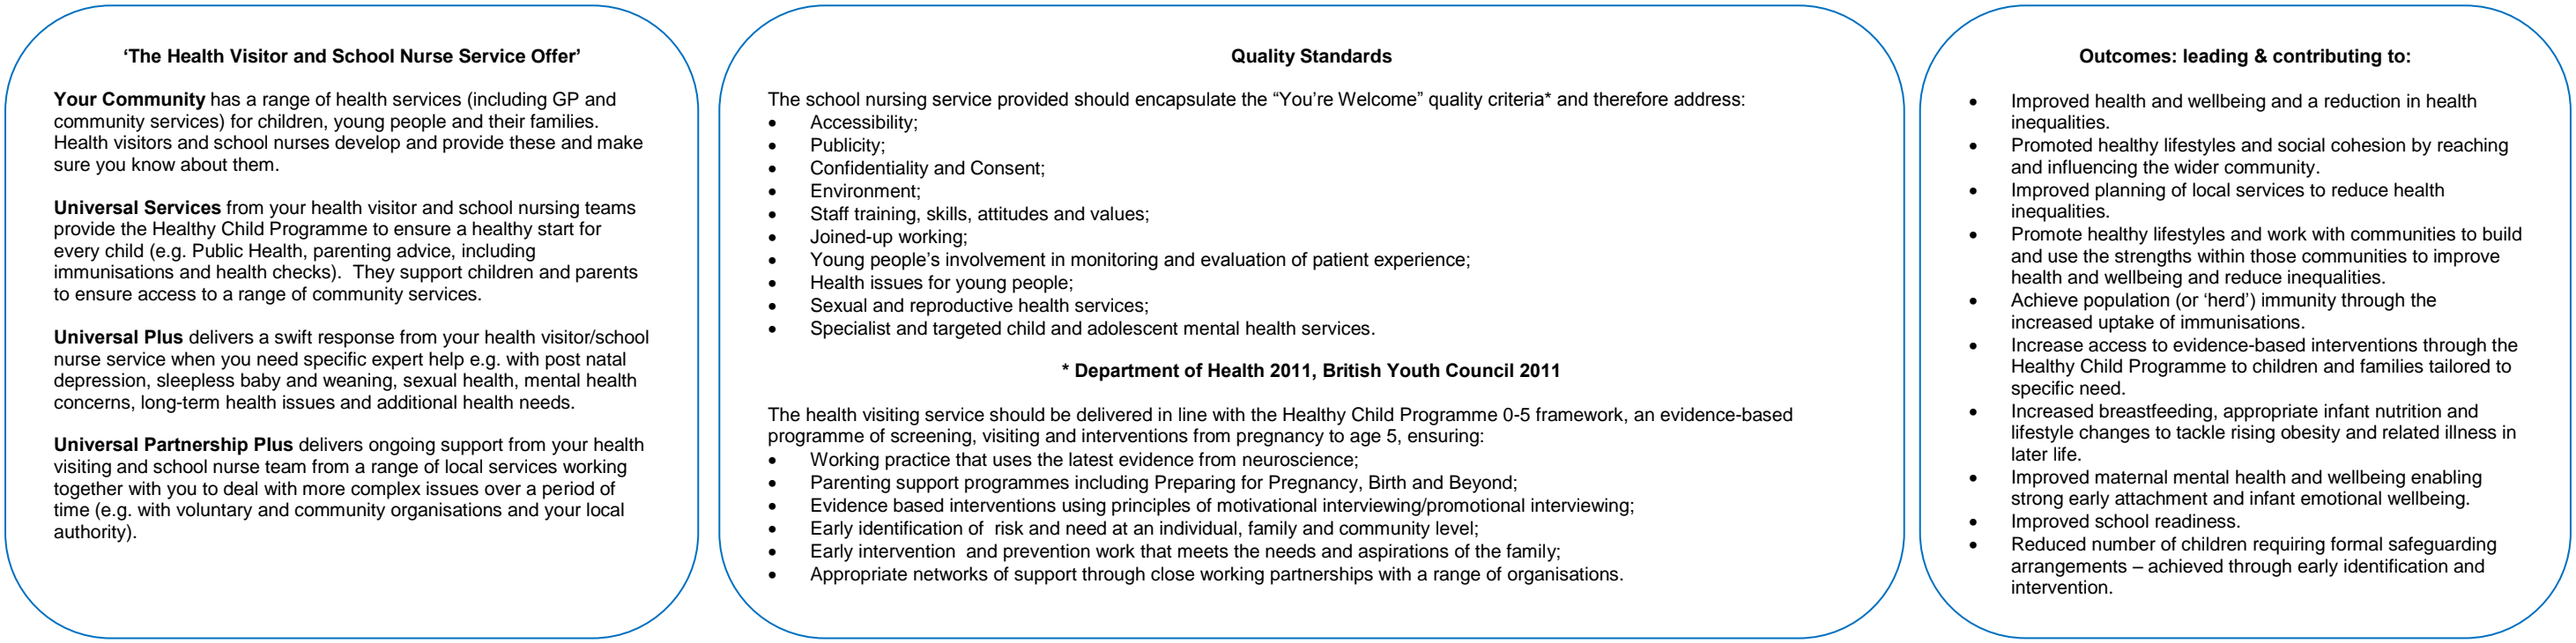 ‘The Health Visitor and School Nurse Service Offer’
Your Community has a range of health services (including GP and
community services) for children, young people and their families.
Health visitors and school nurses develop and provide these and make
sure you know about them.
Universal Services from your health visitor and school nursing teams
provide the Healthy Child Programme to ensure a healthy start for
every child (e.g. Public Health, parenting advice, including
immunisations and health checks).  They support children and parents
to ensure access to a range of community services.
Universal Plus delivers a swift response from your health visitor/school
nurse service when you need specific expert help e.g. with post natal
depression, sleepless baby and weaning, sexual health, mental health
concerns, long-term health issues and additional health needs.
Universal Partnership Plus delivers ongoing support from your health
visiting and school nurse team from a range of local services working
together with you to deal with more complex issues over a period of
time (e.g. with voluntary and community organisations and your local
authority).
Quality Standards
The school nursing service provided should encapsulate the “You’re Welcome” quality criteria* and therefore address:
• Accessibility;
• Publicity;
• Confidentiality and Consent;
• Environment;
• Staff training, skills, attitudes and values;
• Joined-up working;
• Young people’s involvement in monitoring and evaluation of patient experience;
• Health issues for young people;
• Sexual and reproductive health services;
• Specialist and targeted child and adolescent mental health services.
* Department of Health 2011, British Youth Council 2011
The health visiting service should be delivered in line with the Healthy Child Programme 0-5 framework, an evidence-based
programme of screening, visiting and interventions from pregnancy to age 5, ensuring:
• Working practice that uses the latest evidence from neuroscience;
• Parenting support programmes including Preparing for Pregnancy, Birth and Beyond;
• Evidence based interventions using principles of motivational interviewing/promotional interviewing;
• Early identification of  risk and need at an individual, family and community level;
• Early intervention  and prevention work that meets the needs and aspirations of the family;
• Appropriate networks of support through close working partnerships with a range of organisations.
Outcomes: leading & contributing to:
• Improved health and wellbeing and a reduction in health
inequalities.
• Promoted healthy lifestyles and social cohesion by reaching
and influencing the wider community.
• Improved planning of local services to reduce health
inequalities.
• Promote healthy lifestyles and work with communities to build
and use the strengths within those communities to improve
health and wellbeing and reduce inequalities.
• Achieve population (or ‘herd’) immunity through the
increased uptake of immunisations.
• Increase access to evidence-based interventions through the
Healthy Child Programme to children and families tailored to
specific need.
• Increased breastfeeding, appropriate infant nutrition and
lifestyle changes to tackle rising obesity and related illness in
later life.
• Improved maternal mental health and wellbeing enabling
strong early attachment and infant emotional wellbeing.
• Improved school readiness.
• Reduced number of children requiring formal safeguarding
arrangements – achieved through early identification and
intervention.